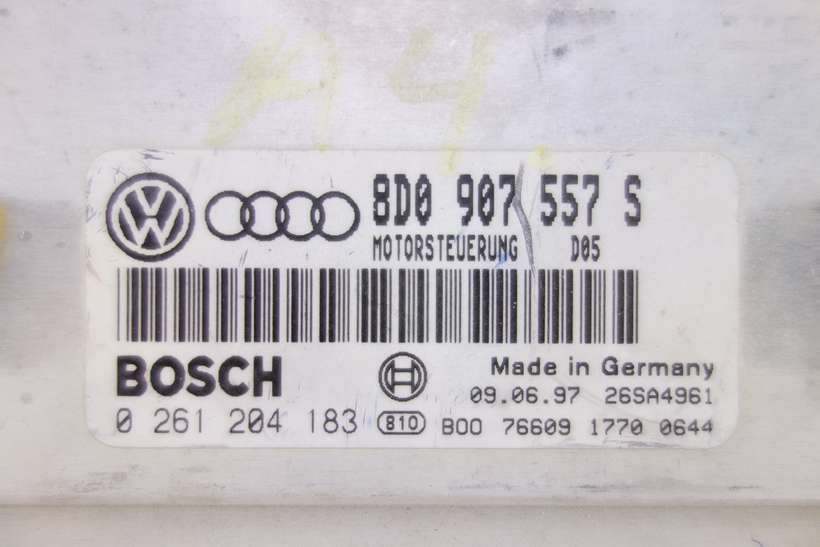 A4
8D0 907 557 S
MOTORSTEUERUNG D05
BOSCH
Made in Germany
09.06.97 26SA4961
0 261 204 183 810 B00 76609 1770 0644